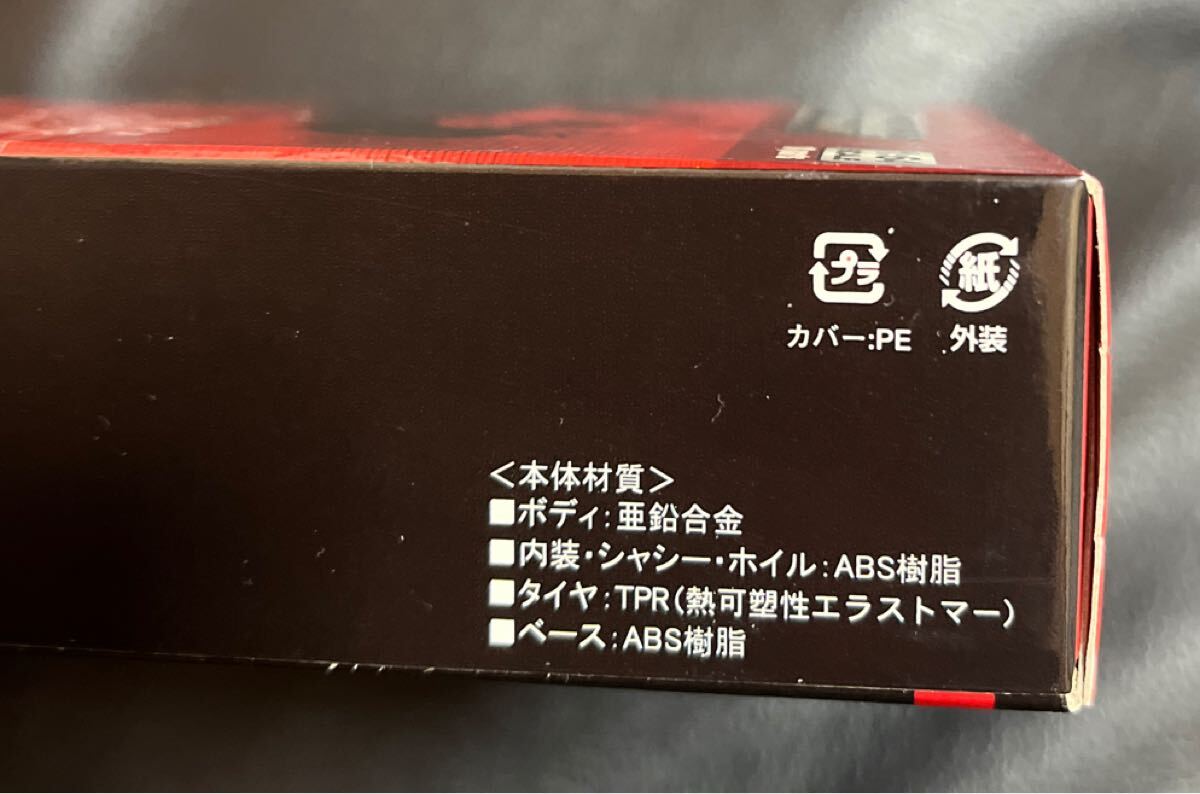 プラ 紙
カバー:PE 外装
<本体材質>
■ボディ:亜鉛合金
■内装・シャシー・ホイル:ABS樹脂
■タイヤ:TPR(熱可塑性エラストマー)
■ベース:ABS樹脂